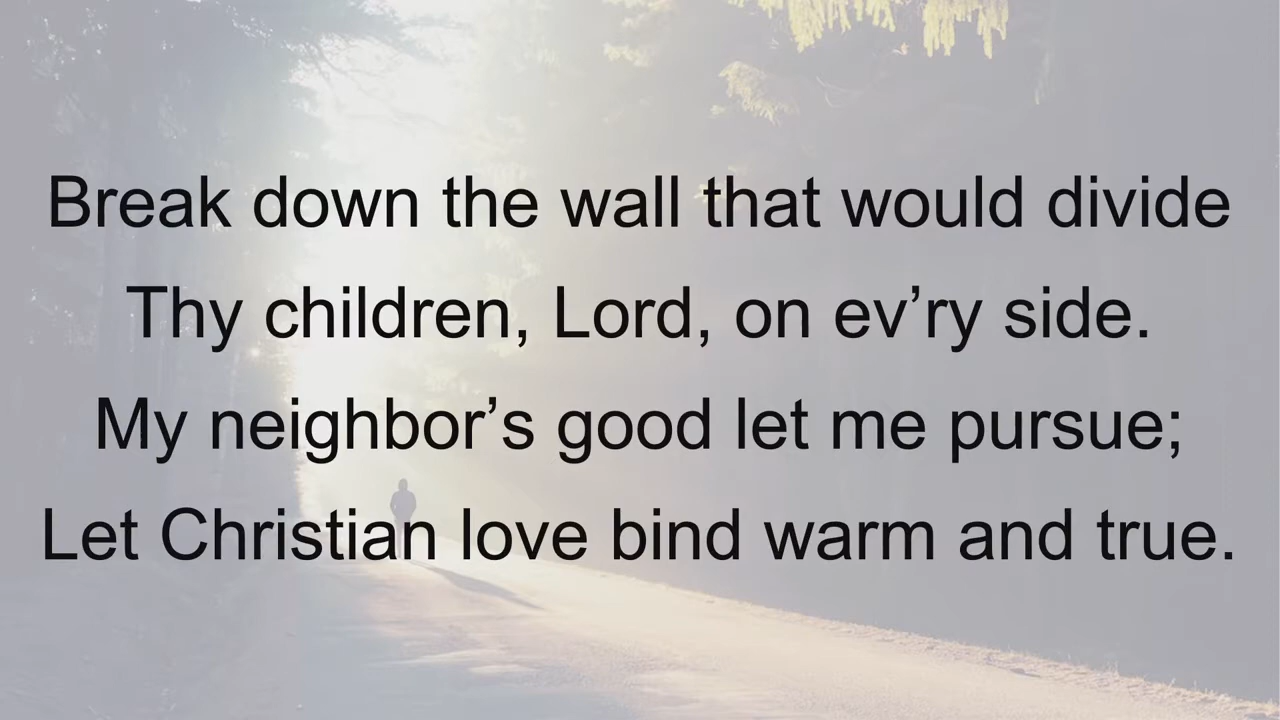 Break down the wall that would divide
Thy children, Lord, on ev’ry side.
My neighbor’s good let me pursue;
Let Christian love bind warm and true.